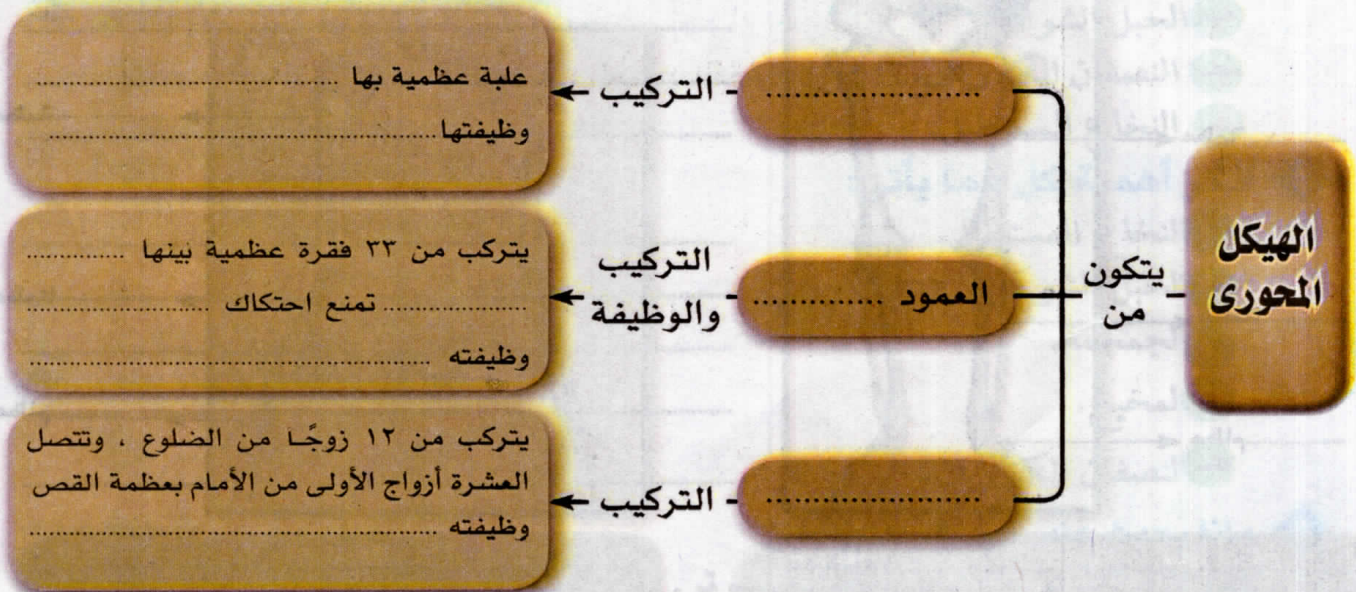 الهيكل
المحورى
يتكون
من
........................
التركيب
علبة عظمية بها ........................
وظيفتها ........................
العمود ..............
التركيب
والوظيفة
يتركب من ٣٣ فقرة عظمية بينها ..............
.................... تمنع احتكاك ....................
وظيفته ........................
........................
التركيب
يتركب من ١٢ زوجًا من الضلوع ، وتتصل
العشرة أزواج الأولى من الأمام بعظمة القص
وظيفته ........................